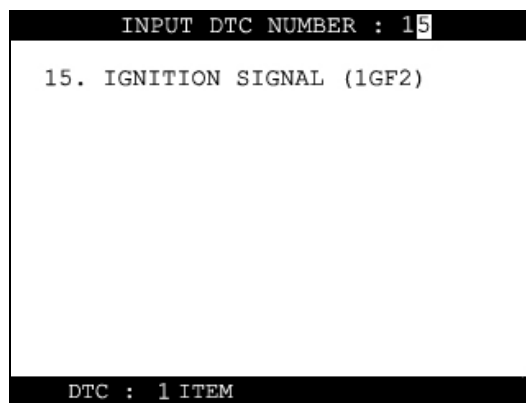 INPUT DTC NUMBER : 15
15. IGNITION SIGNAL (1GF2)
DTC : 1 ITEM